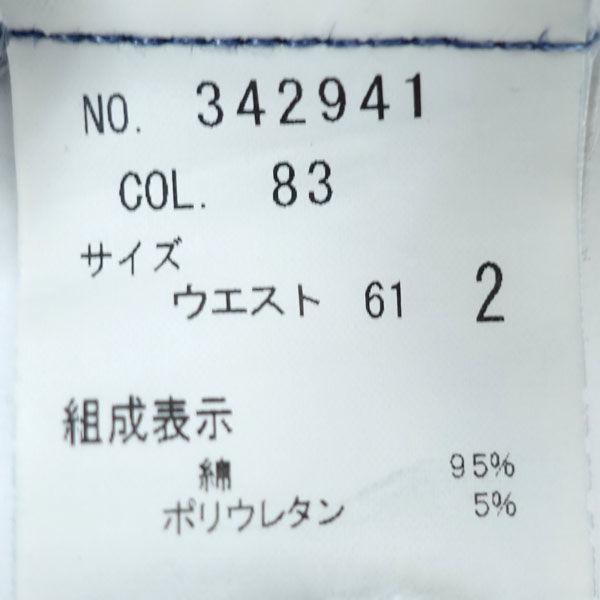 NO. 342941
COL. 83
サイズ
ウエスト 61 2
組成表示
綿 95%
ポリウレタン 5%